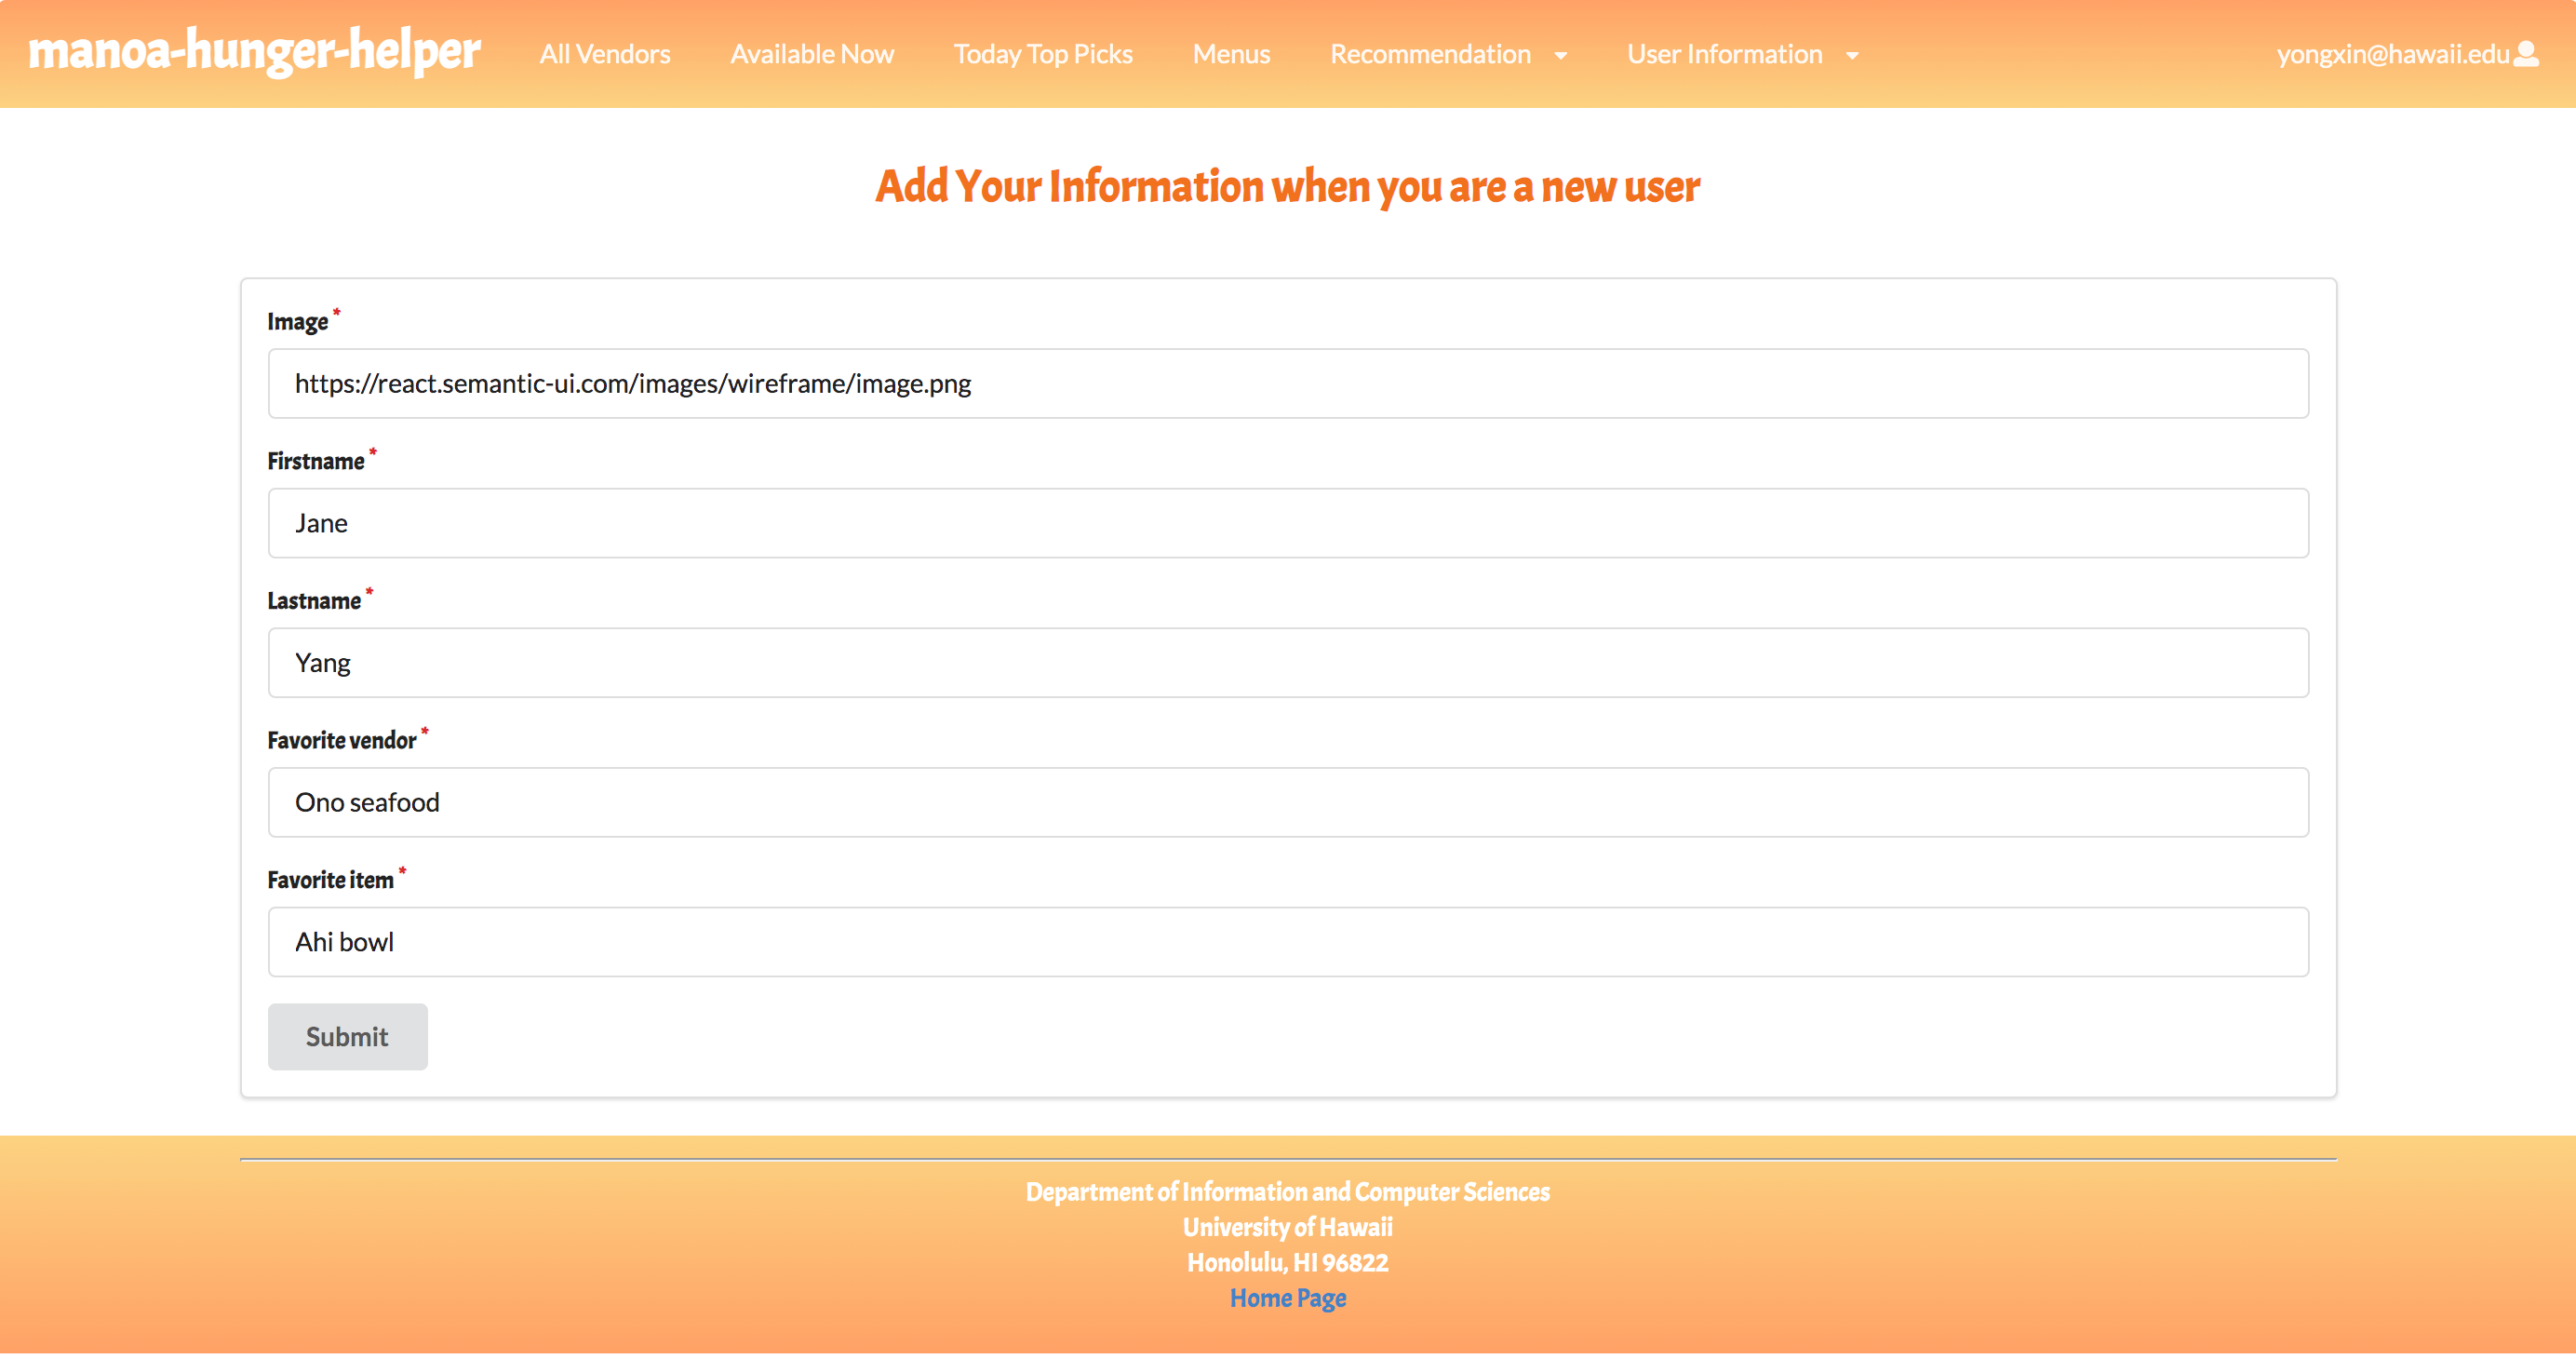 manoa-hunger-helper All Vendors Available Now Today Top Picks Menus Recommendation User Information yongxin@hawaii.edu
Add Your Information when you are a new user
Image *
https://react.semantic-ui.com/images/wireframe/image.png
Firstname *
Jane
Lastname *
Yang
Favorite vendor *
Ono seafood
Favorite item *
Ahi bowl
Submit
Department of Information and Computer Sciences
University of Hawaii
Honolulu, HI 96822
Home Page